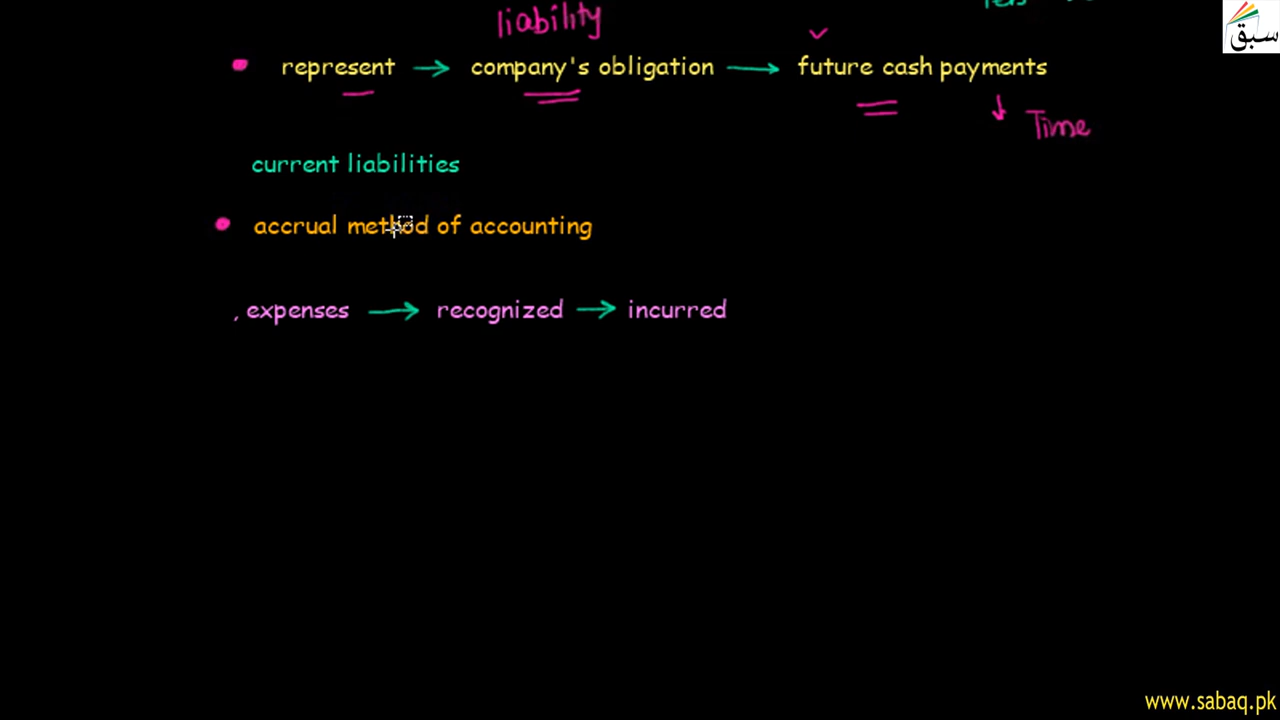 liability
سبق
represent → company's obligation → future cash payments
Time
current liabilities
accrual method of accounting
, expenses → recognized → incurred
www.sabaq.pk